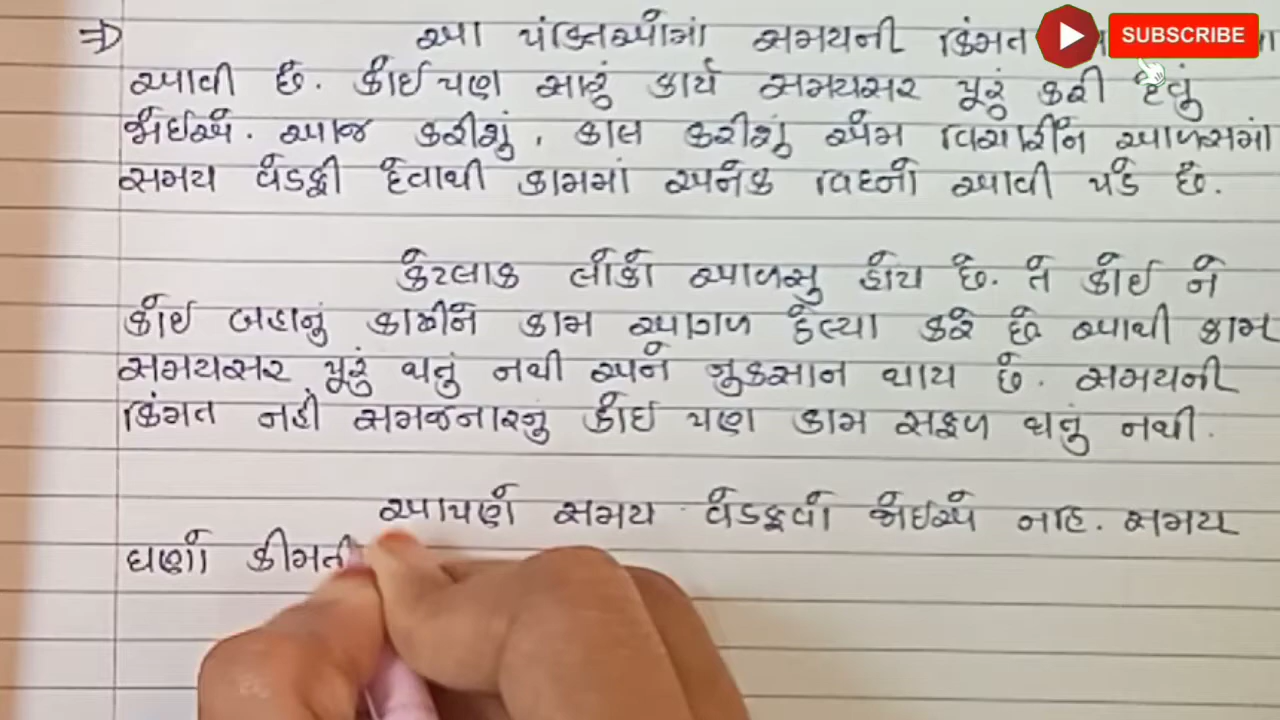 ⇒ આ પંક્તિઓમાં સમયની કિંમત SUBSCRIBE
આવી છે. કોઈ પણ સારું કાર્ય સમયસર પૂરું કરી દેવું
જોઈએ. આજ કરીશું, કાલ કરીશું એમ વિચારીને આળસમાં
સમય વેડફી દેવાથી કામમાં અનેક વિઘ્નો આવી પડે છે.
કેટલાક લોકો આળસુ હોય છે. તે કોઈ ને
કોઈ બહાનું કાઢીને કામ આગળ ઠેલ્યા કરે છે આથી કામ
સમયસર પૂરું થતું નથી અને નુકસાન થાય છે. સમયની
કિંમત નહીં સમજનારનું કોઈ પણ કામ સફળ થતું નથી.
આપણે સમય વેડફવો જોઈએ નહિ. સમય
ઘણો કીમતી